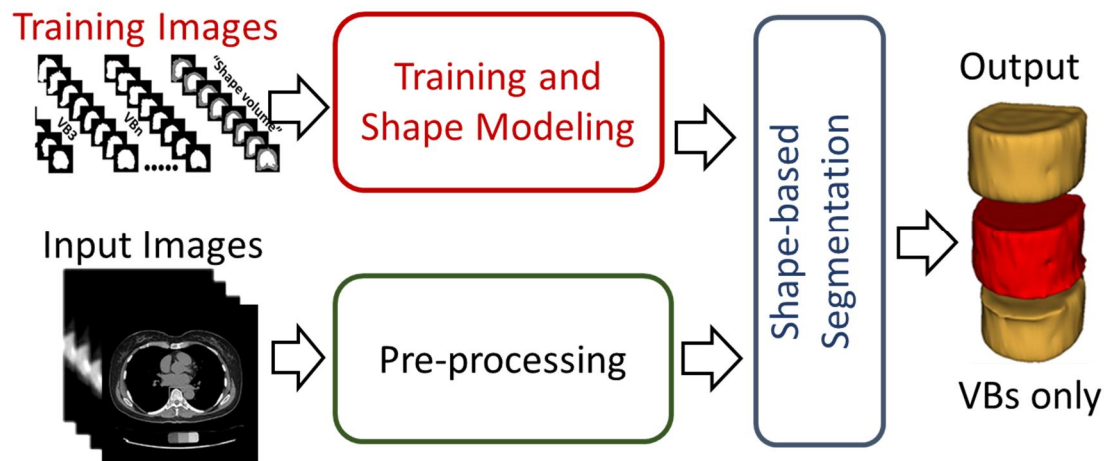 Training Images
VB3
VBn
"Shape volume"
Training and
Shape Modeling
Shape-based
Segmentation
Output
Input Images
Pre-processing
VBs only